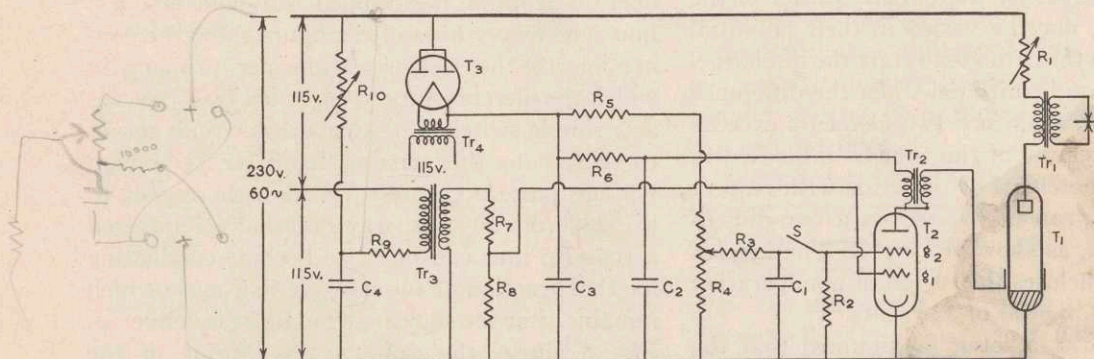 115v.
R10
T3
Tr4
115v.
230v.
60~
115v.
R9
C4
Tr3
R7
R8
R5
R6
C3
C2
R3
R4
S
C1
R2
Tr2
T2
g2
g1
R1
Tr1
T1
10000